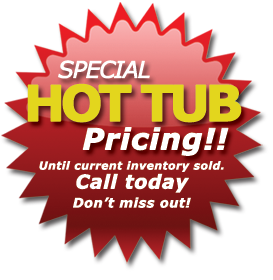 SPECIAL
HOT TUB
Pricing!!
Until current inventory sold.
Call today
Don't miss out!